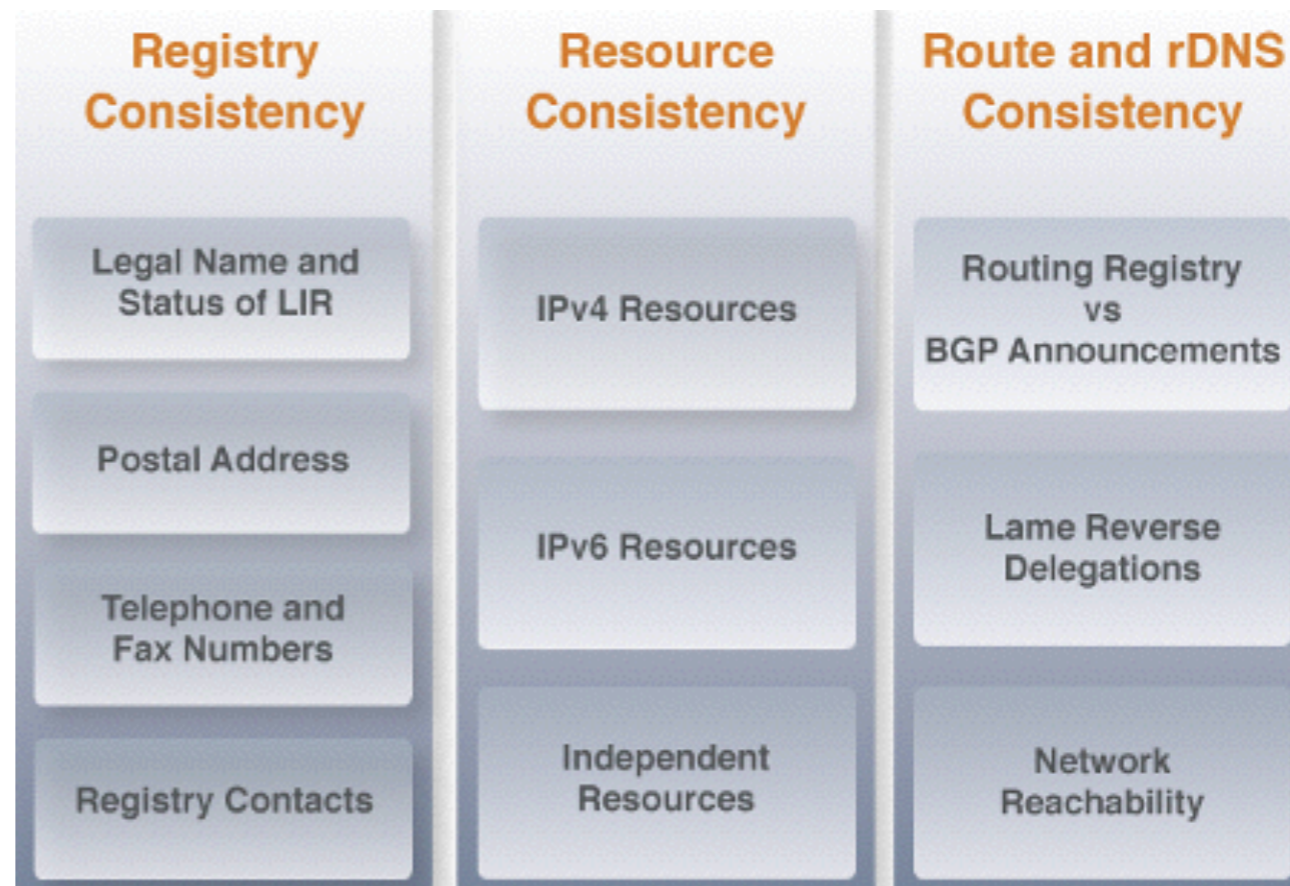 Registry
Consistency
Legal Name and
Status of LIR
Postal Address
Telephone and
Fax Numbers
Registry Contacts
Resource
Consistency
IPv4 Resources
IPv6 Resources
Independent
Resources
Route and rDNS
Consistency
Routing Registry
vs
BGP Announcements
Lame Reverse
Delegations
Network
Reachability